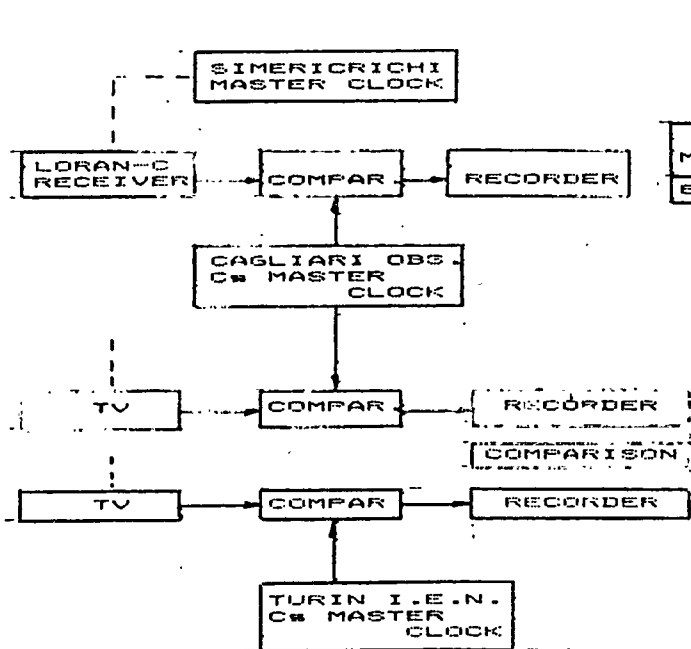 SIMERICRICHI
MASTER CLOCK
LORAN-C
RECEIVER
COMPAR
RECORDER
CAGLIARI OBS.
Cs MASTER
CLOCK
TV
COMPAR
RECORDER
COMPARISON
TV
COMPAR
RECORDER
TURIN I.E.N.
Cs MASTER
CLOCK